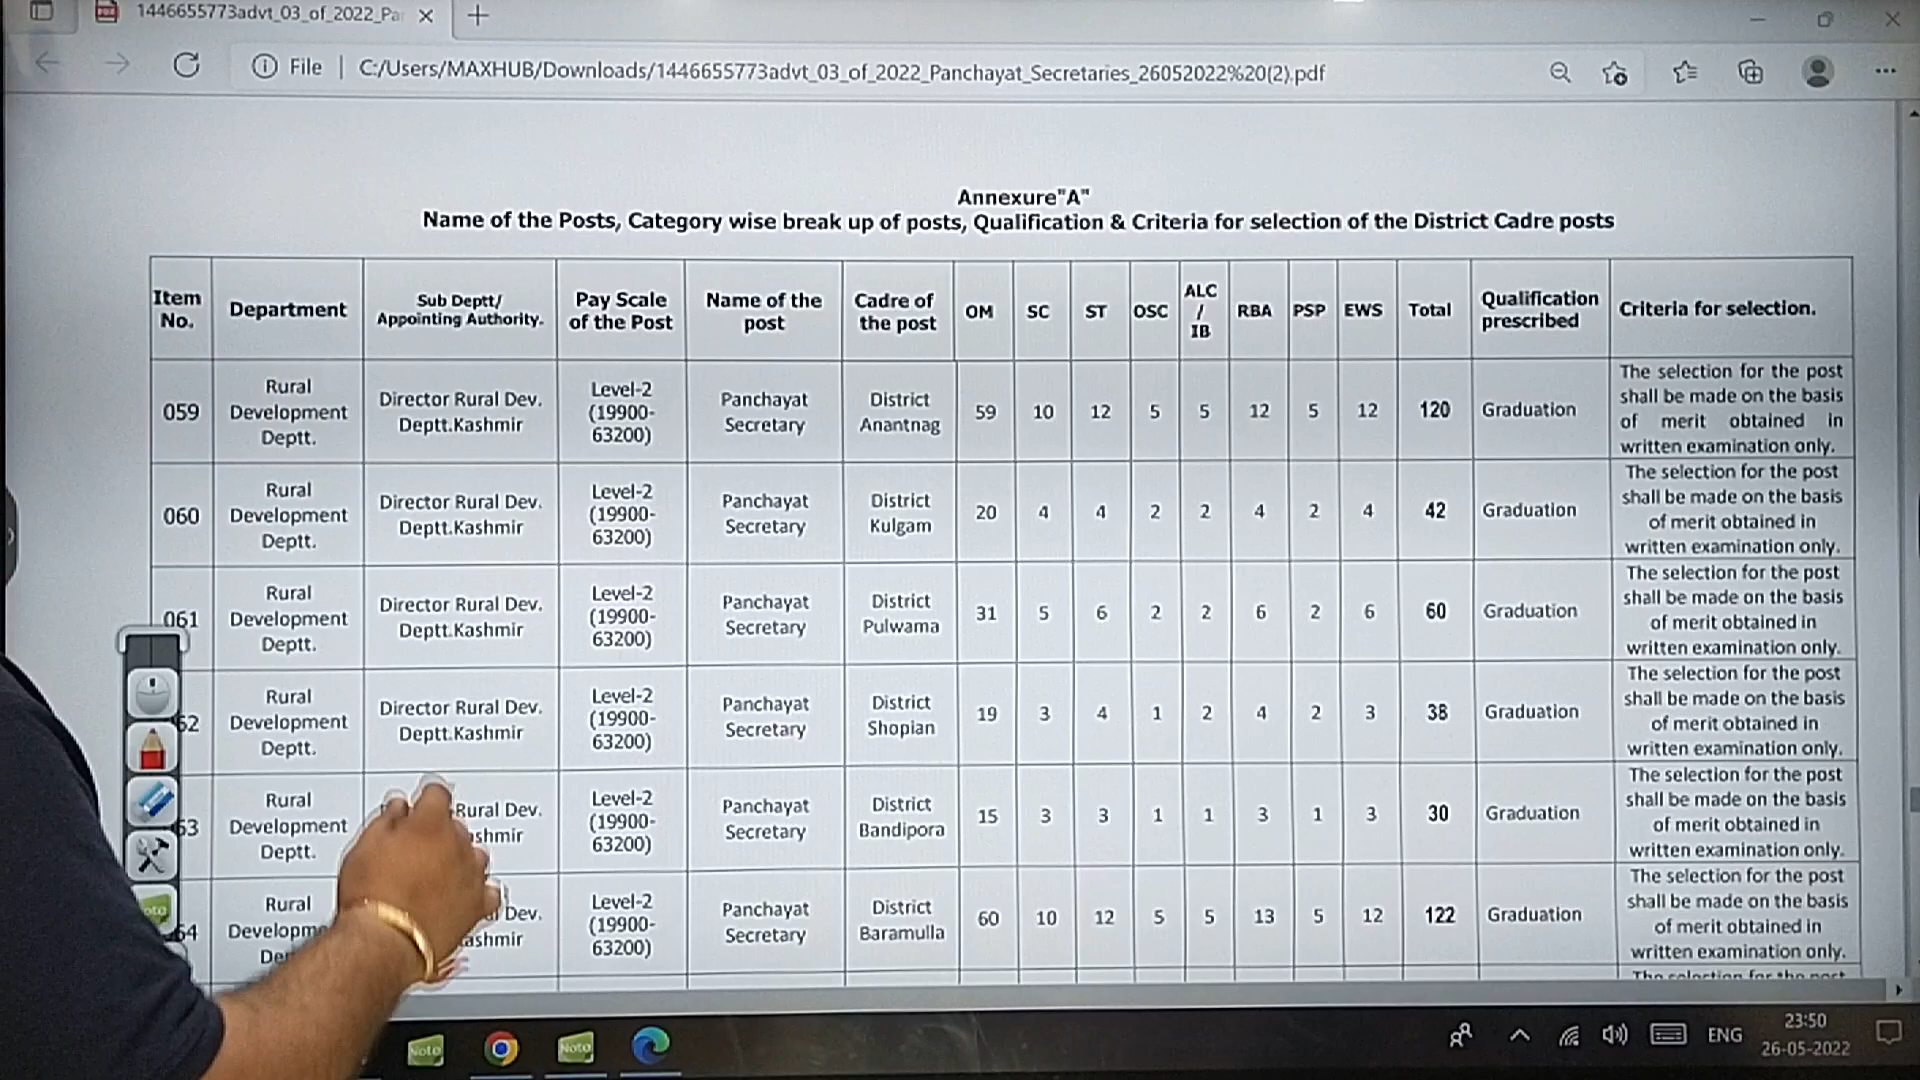 1446655773advt_03_of_2022_Pa
File | C:/Users/MAXHUB/Downloads/1446655773advt_03_of_2022_Panchayat_Secretaries_26052022%20(2).pdf
Annexure"A"
Name of the Posts, Category wise break up of posts, Qualification & Criteria for selection of the District Cadre posts
Item No. Department Sub Deptt/ Appointing Authority. Pay Scale of the Post Name of the post Cadre of the post OM SC ST OSC ALC / IB RBA PSP EWS Total Qualification prescribed Criteria for selection.
059 Rural Development Deptt. Director Rural Dev. Deptt.Kashmir Level-2 (19900-63200) Panchayat Secretary District Anantnag 59 10 12 5 5 12 5 12 120 Graduation The selection for the post shall be made on the basis of merit obtained in written examination only.
060 Rural Development Deptt. Director Rural Dev. Deptt.Kashmir Level-2 (19900-63200) Panchayat Secretary District Kulgam 20 4 4 2 2 4 2 4 42 Graduation The selection for the post shall be made on the basis of merit obtained in written examination only.
061 Rural Development Deptt. Director Rural Dev. Deptt.Kashmir Level-2 (19900-63200) Panchayat Secretary District Pulwama 31 5 6 2 2 6 2 6 60 Graduation The selection for the post shall be made on the basis of merit obtained in written examination only.
62 Rural Development Deptt. Director Rural Dev. Deptt.Kashmir Level-2 (19900-63200) Panchayat Secretary District Shopian 19 3 4 1 2 4 2 3 38 Graduation The selection for the post shall be made on the basis of merit obtained in written examination only.
63 Rural Development Deptt. Rural Dev. shmir Level-2 (19900-63200) Panchayat Secretary District Bandipora 15 3 3 1 1 3 1 3 30 Graduation The selection for the post shall be made on the basis of merit obtained in written examination only.
64 Rural Developme Dev. ashmir Level-2 (19900-63200) Panchayat Secretary District Baramulla 60 10 12 5 5 13 5 12 122 Graduation The selection for the post shall be made on the basis of merit obtained in written examination only.
The selection for the post
Note Note ENG 23:50
26-05-2022